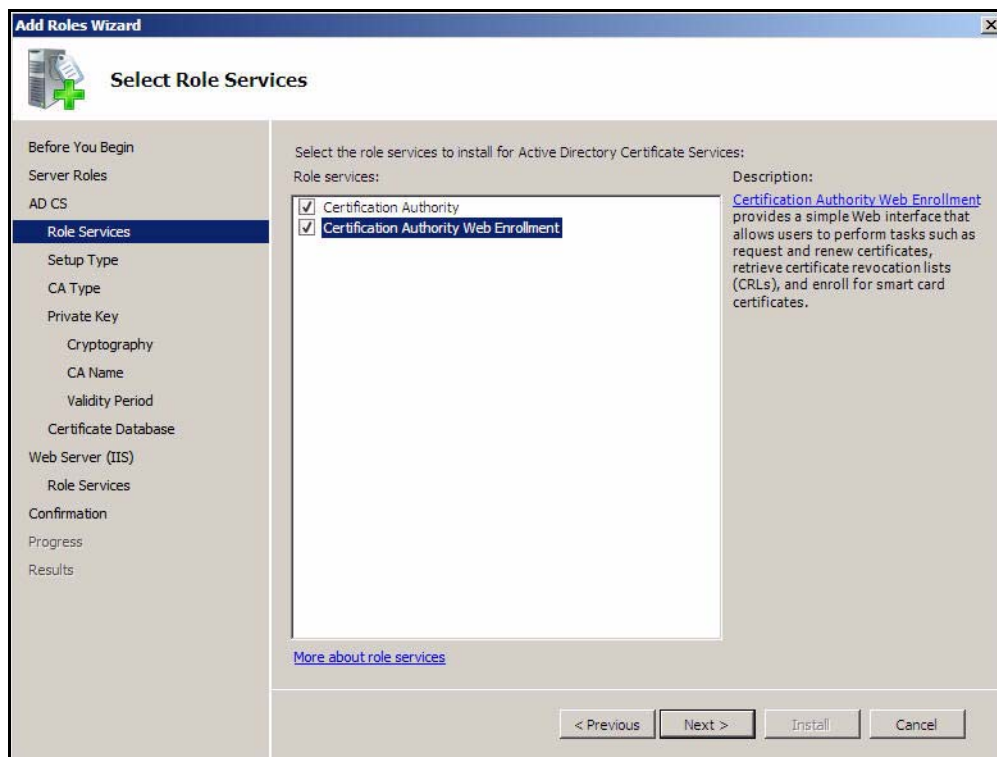 Add Roles Wizard
Select Role Services
Before You Begin
Server Roles
AD CS
Role Services
Setup Type
CA Type
Private Key
Cryptography
CA Name
Validity Period
Certificate Database
Web Server (IIS)
Role Services
Confirmation
Progress
Results
Select the role services to install for Active Directory Certificate Services:
Role services:
Certification Authority
Certification Authority Web Enrollment
Description:
Certification Authority Web Enrollment
provides a simple Web interface that
allows users to perform tasks such as
request and renew certificates,
retrieve certificate revocation lists
(CRLs), and enroll for smart card
certificates.
More about role services
< Previous
Next >
Install
Cancel